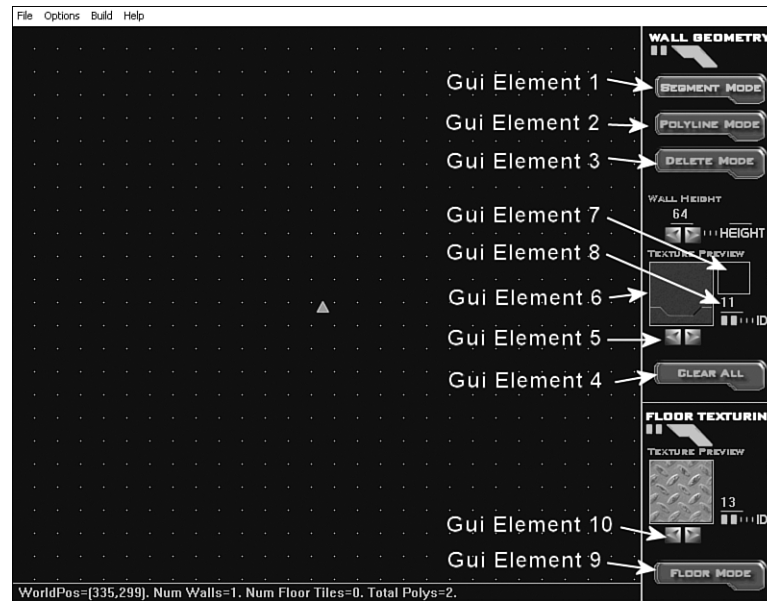 File Options Build Help
WALL GEOMETRY
Gui Element 1
SEGMENT MODE
Gui Element 2
POLYLINE MODE
Gui Element 3
DELETE MODE
WALL HEIGHT
64
HEIGHT
Gui Element 7
Gui Element 8
TEXTURE PREVIEW
Gui Element 6
11
ID
Gui Element 5
Gui Element 4
CLEAR ALL
FLOOR TEXTURIN
TEXTURE PREVIEW
13
ID
Gui Element 10
Gui Element 9
FLOOR MODE
WorldPos=[335,299]. Num Walls=1. Num Floor Tiles=0. Total Polys=2.